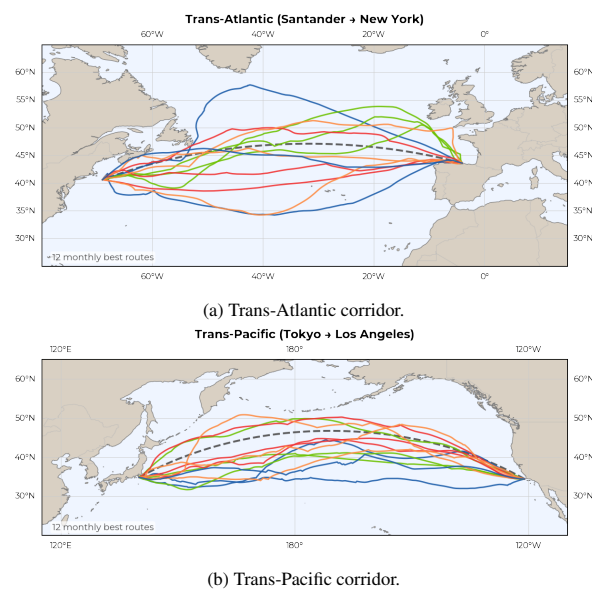 Trans-Atlantic (Santander → New York)
60°W 40°W 20°W 0°
60°N 60°N
55°N 55°N
50°N 50°N
45°N 45°N
40°N 40°N
35°N 35°N
30°N 30°N
12 monthly best routes
60°W 40°W 20°W 0°
(a) Trans-Atlantic corridor.
Trans-Pacific (Tokyo → Los Angeles)
120°E 180° 120°W
60°N 60°N
50°N 50°N
40°N 40°N
30°N 30°N
12 monthly best routes
120°E 180° 120°W
(b) Trans-Pacific corridor.